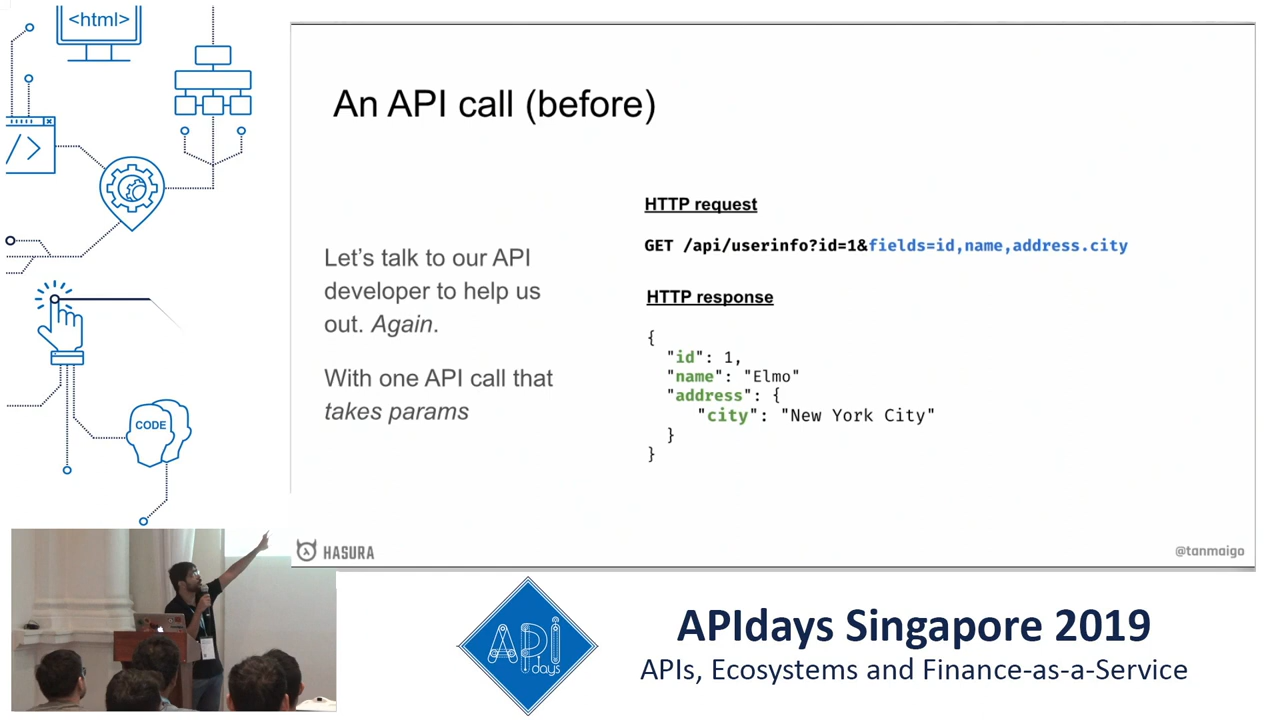 <html>
</>
CODE
An API call (before)
Let's talk to our API
developer to help us
out. Again.
With one API call that
takes params
HTTP request
GET /api/userinfo?id=1&fields=id,name,address.city
HTTP response
{
"id": 1,
"name": "Elmo"
"address": {
"city": "New York City"
}
}
HASURA
@tanmaigo
API
days
APIdays Singapore 2019
APIs, Ecosystems and Finance-as-a-Service